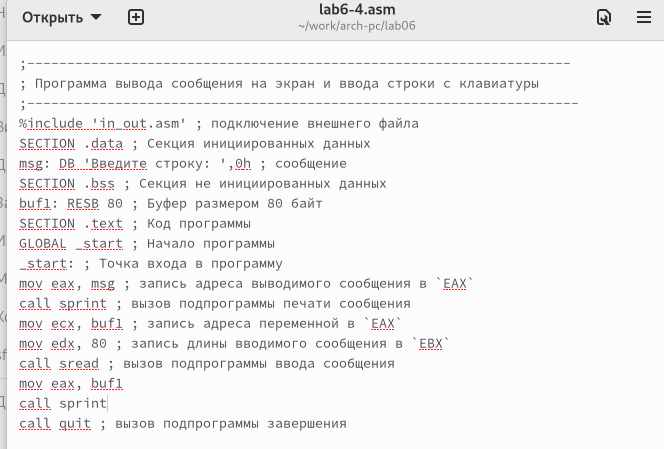 Открыть
lab6-4.asm
~/work/arch-pc/lab06
;--------------------------------------------------------------------
; Программа вывода сообщения на экран и ввода строки с клавиатуры
;---------------------------------------------------------------------
%include 'in_out.asm' ; подключение внешнего файла
SECTION .data ; Секция инициированных данных
msg: DB 'Введите строку: ',0h ; сообщение
SECTION .bss ; Секция не инициированных данных
buf1: RESB 80 ; Буфер размером 80 байт
SECTION .text ; Код программы
GLOBAL _start ; Начало программы
_start: ; Точка входа в программу
mov eax, msg ; запись адреса выводимого сообщения в `EAX`
call sprint ; вызов подпрограммы печати сообщения
mov ecx, buf1 ; запись адреса переменной в `EAX`
mov edx, 80 ; запись длины вводимого сообщения в `EBX`
call sread ; вызов подпрограммы ввода сообщения
mov eax, buf1
call sprint
call quit ; вызов подпрограммы завершения